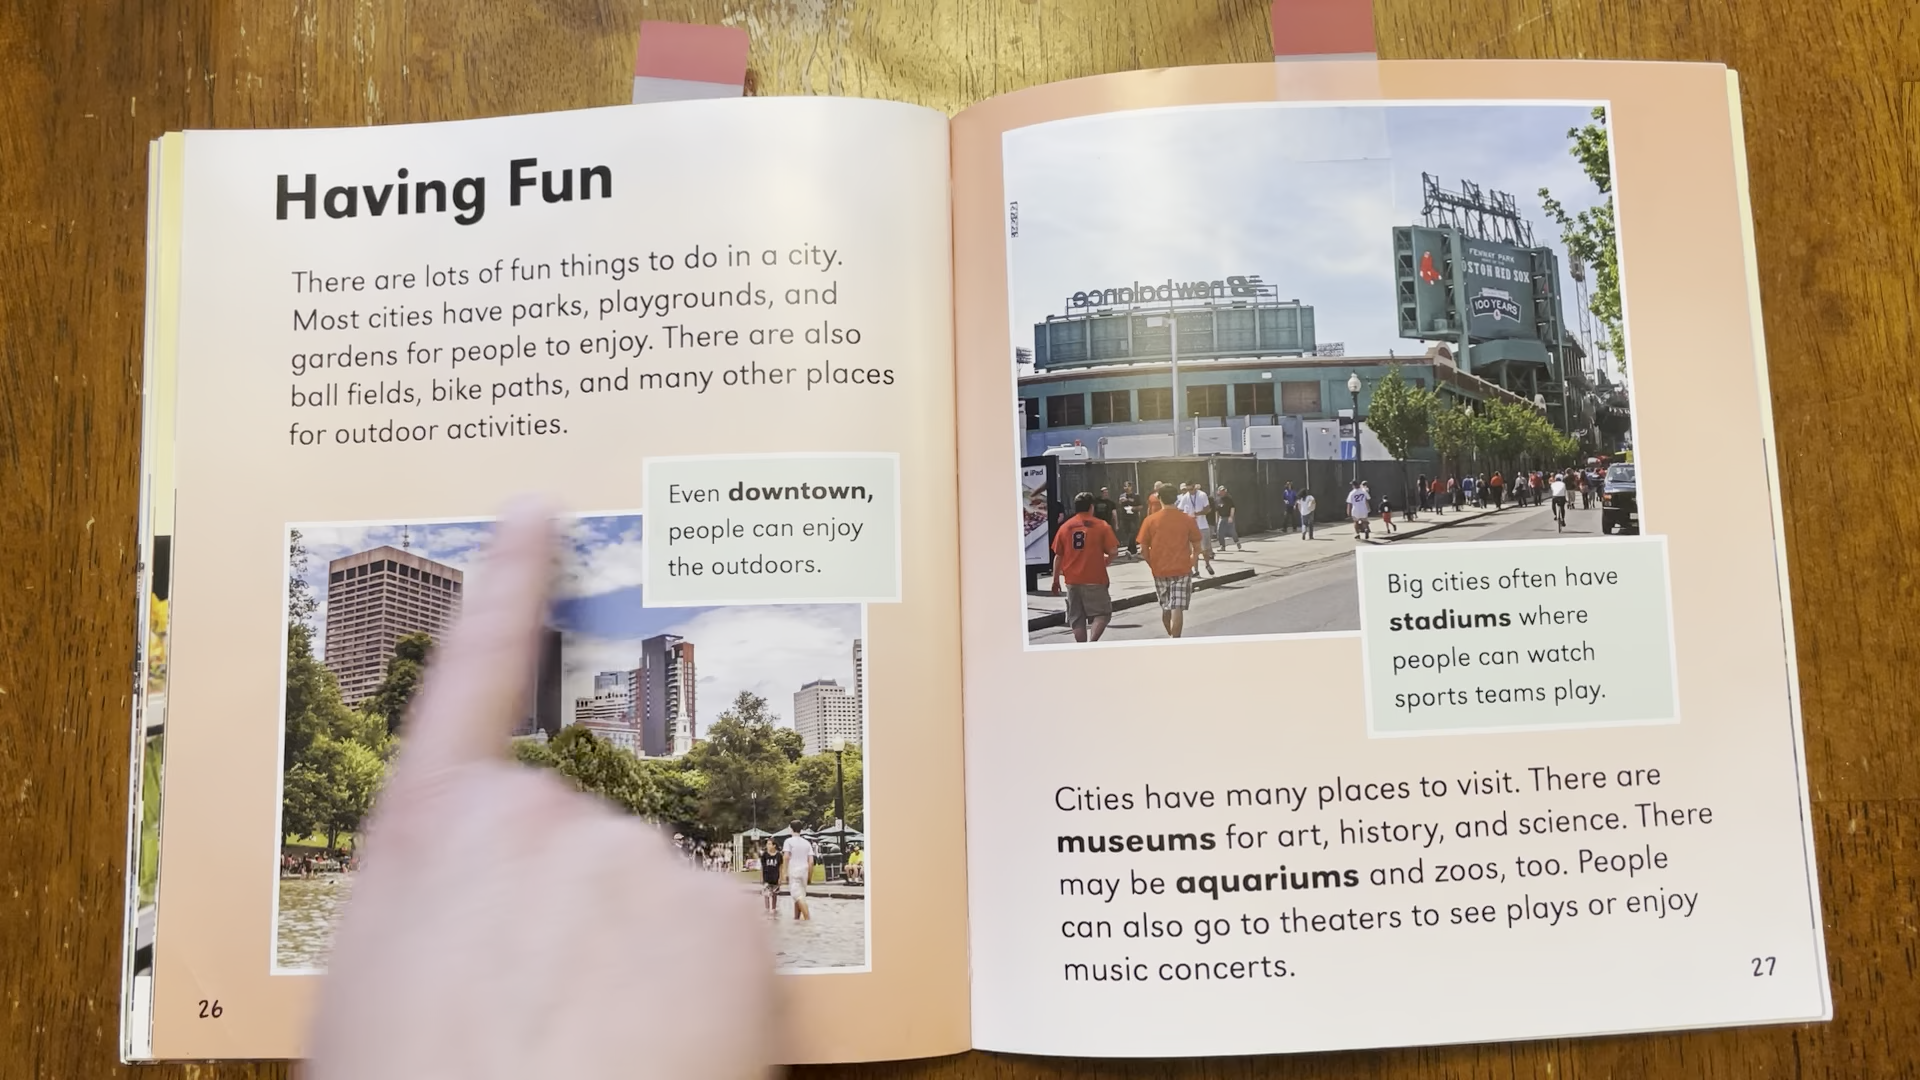 Having Fun
There are lots of fun things to do in a city.
Most cities have parks, playgrounds, and
gardens for people to enjoy. There are also
ball fields, bike paths, and many other places
for outdoor activities.
Even downtown,
people can enjoy
the outdoors.
26
new balance
FENWAY PARK
BOSTON RED SOX
100 YEARS
iPad
8
27
Big cities often have
stadiums where
people can watch
sports teams play.
Cities have many places to visit. There are
museums for art, history, and science. There
may be aquariums and zoos, too. People
can also go to theaters to see plays or enjoy
music concerts.
27